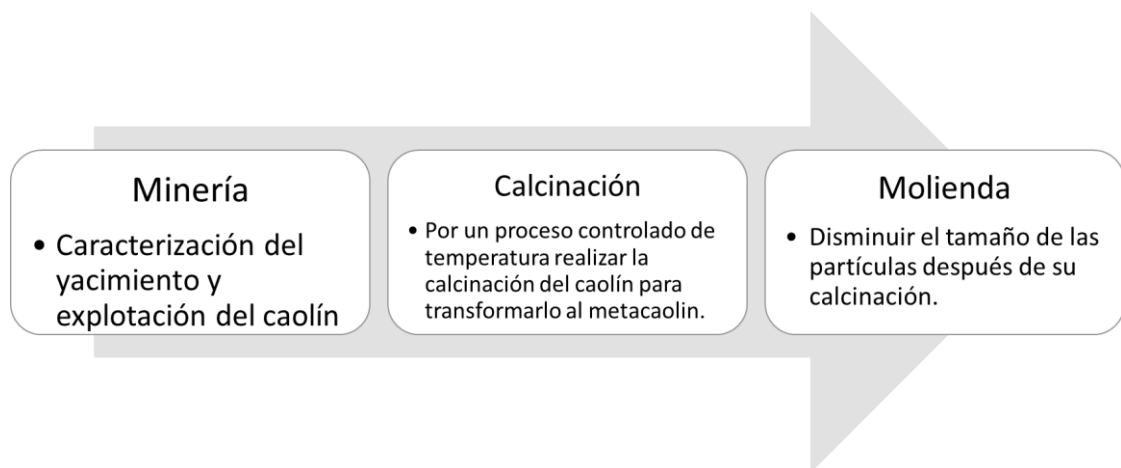 Minería
• Caracterización del
yacimiento y
explotación del caolín
Calcinación
• Por un proceso controlado de
temperatura realizar la
calcinación del caolín para
transformarlo al metacaolin.
Molienda
• Disminuir el tamaño de las
partículas después de su
calcinación.